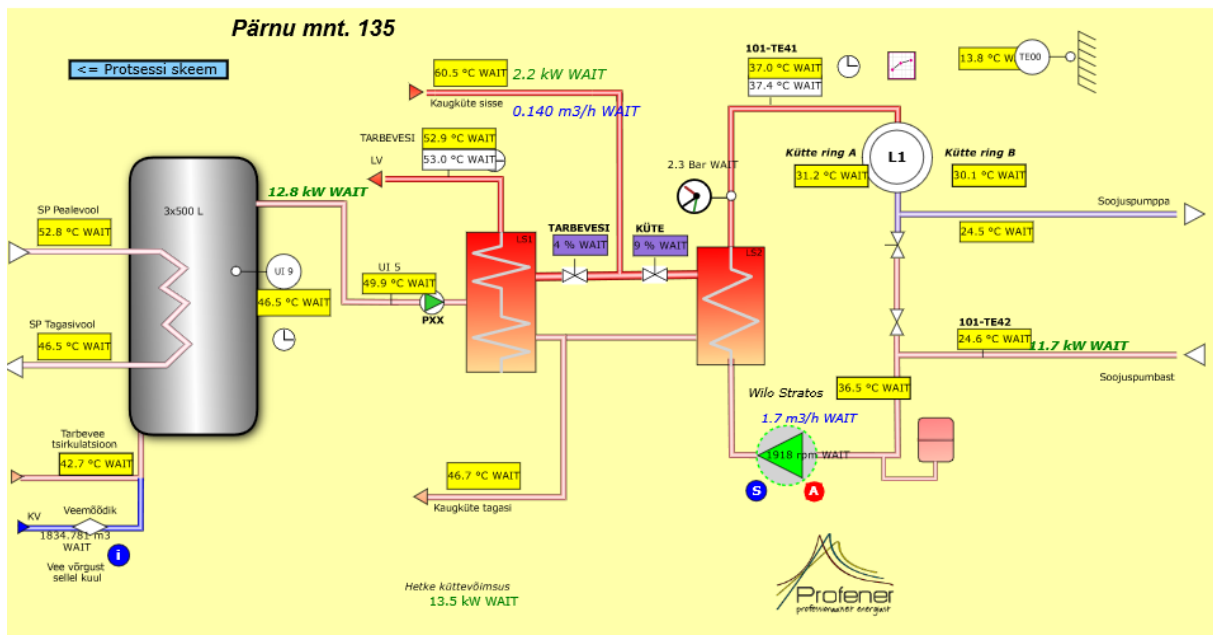 Pärnu mnt. 135
<= Protsessi skeem
60.5 °C WAIT
2.2 kW WAIT
Kaugküte sisse
0.140 m3/h WAIT
101-TE41
37.0 °C WAIT
37.4 °C WAIT
13.8 °C W
TE00
TARBEVESI
52.9 °C WAIT
LV
53.0 °C WAIT
2.3 Bar WAIT
Kütte ring A
L1
Kütte ring B
31.2 °C WAIT
30.1 °C WAIT
12.8 kW WAIT
3x500 L
SP Pealevool
52.8 °C WAIT
Soojuspumppa
24.5 °C WAIT
TARBEVESI
KÜTE
4 % WAIT
9 % WAIT
LS1
LS2
UI 9
UI 5
46.5 °C WAIT
49.9 °C WAIT
PXX
SP Tagasivool
46.5 °C WAIT
101-TE42
24.6 °C WAIT
11.7 kW WAIT
Soojuspumbast
Wilo Stratos
36.5 °C WAIT
1.7 m3/h WAIT
1918 rpm WAIT
S
A
Tarbevee
tsirkulatsioon
42.7 °C WAIT
46.7 °C WAIT
Kaugküte tagasi
KV
Veemõõdik
1834.781 m3
WAIT
i
Vee võrgust
sellel kuul
Hetke küttevõimsus
13.5 kW WAIT
Profener
professionaalset energiat